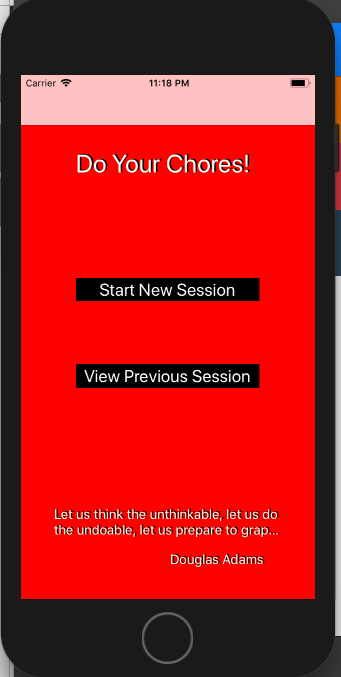 Carrier 11:18 PM
Do Your Chores!
Start New Session
View Previous Session
Let us think the unthinkable, let us do
the undoable, let us prepare to grap...
Douglas Adams